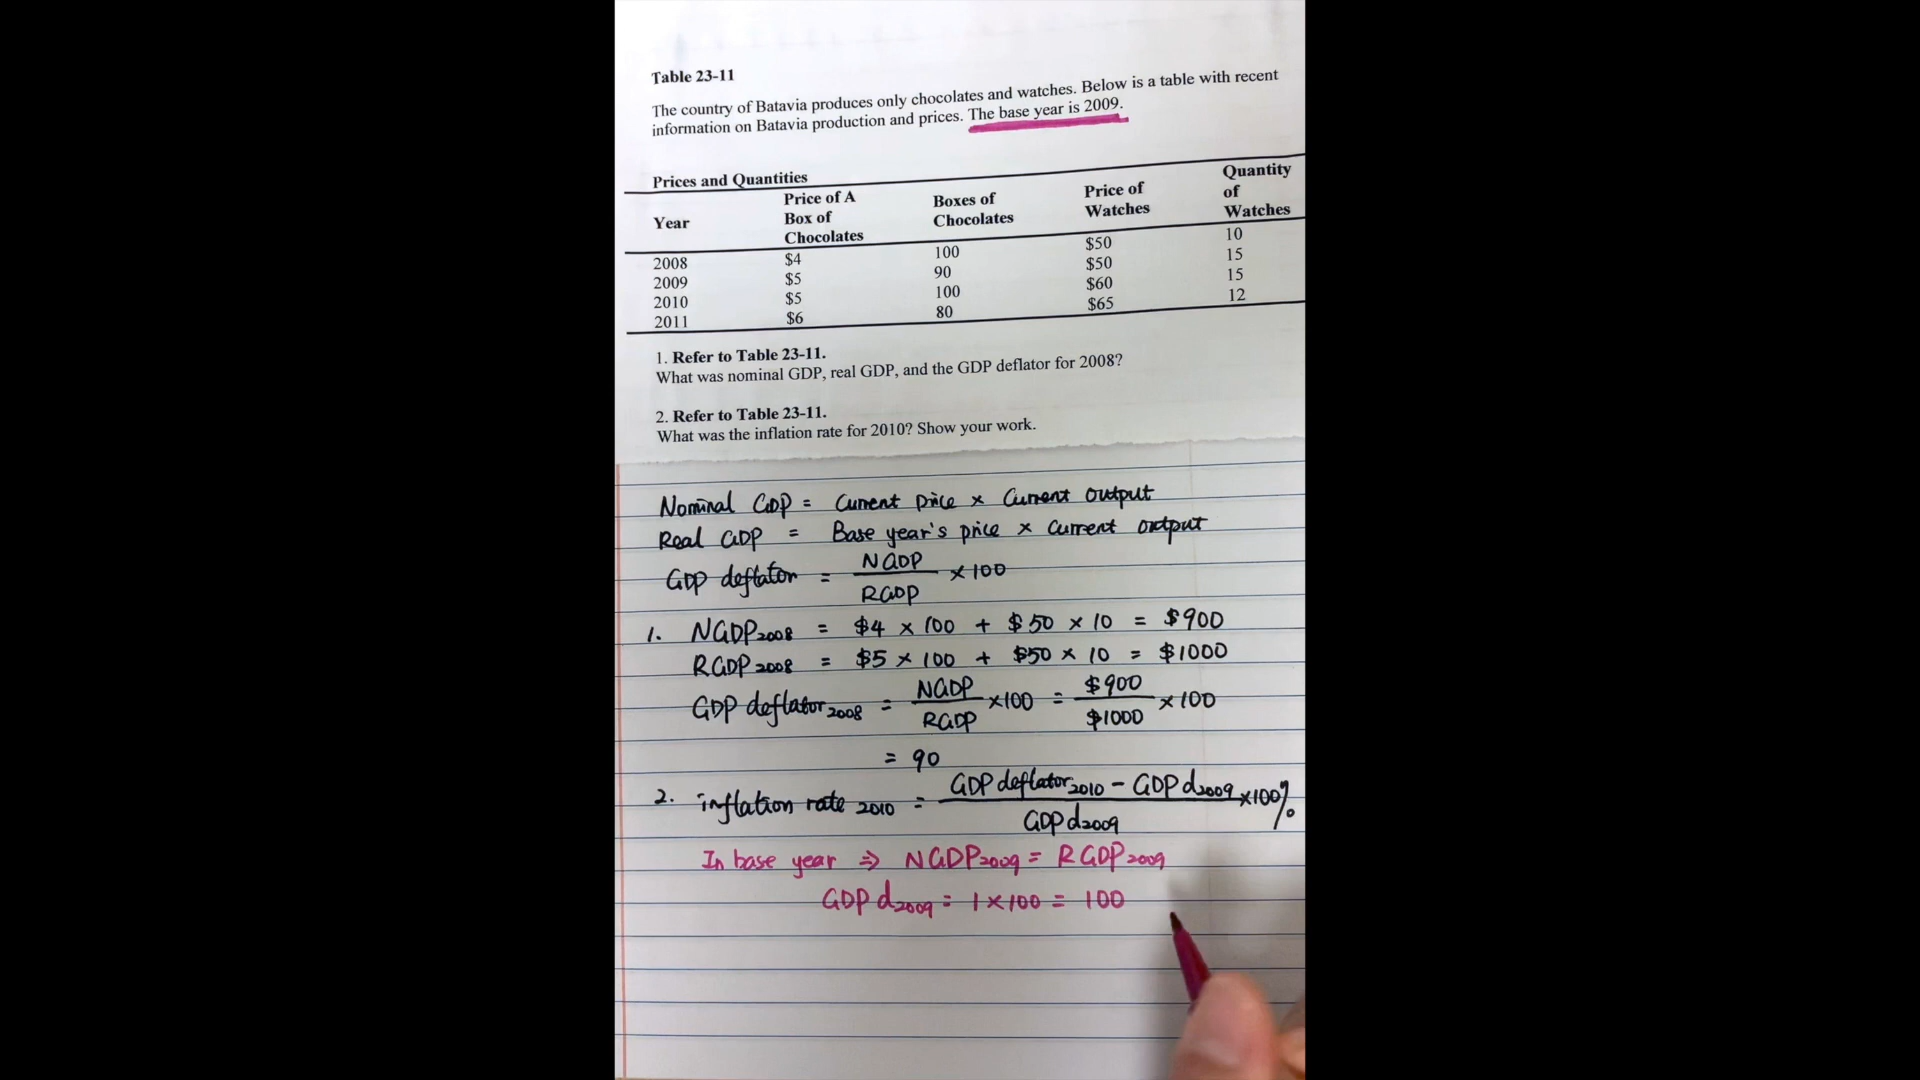 Table 23-11
The country of Batavia produces only chocolates and watches. Below is a table with recent
information on Batavia production and prices. The base year is 2009.
Prices and Quantities
Year Price of A Box of Chocolates Boxes of Chocolates Price of Watches Quantity of Watches
2008 $4 100 $50 10
2009 $5 90 $50 15
2010 $5 100 $60 15
2011 $6 80 $65 12
1. Refer to Table 23-11.
What was nominal GDP, real GDP, and the GDP deflator for 2008?
2. Refer to Table 23-11.
What was the inflation rate for 2010? Show your work.
Nominal GDP = Current price × Current output
Real GDP = Base year's price × current output
GDP deflator = NGDP / RGDP × 100
1. NGDP2008 = $4 × 100 + $50 × 10 = $900
RGDP2008 = $5 × 100 + $50 × 10 = $1000
GDP deflator2008 = NGDP / RGDP ×100 = $900 / $1000 × 100
= 90
2. inflation rate 2010 = GDP deflator2010 - GDP d2009 / GDP d2009 ×100%
In base year ⇒ NGDP2009 = RGDP2009
GDP d2009 = 1 × 100 = 100